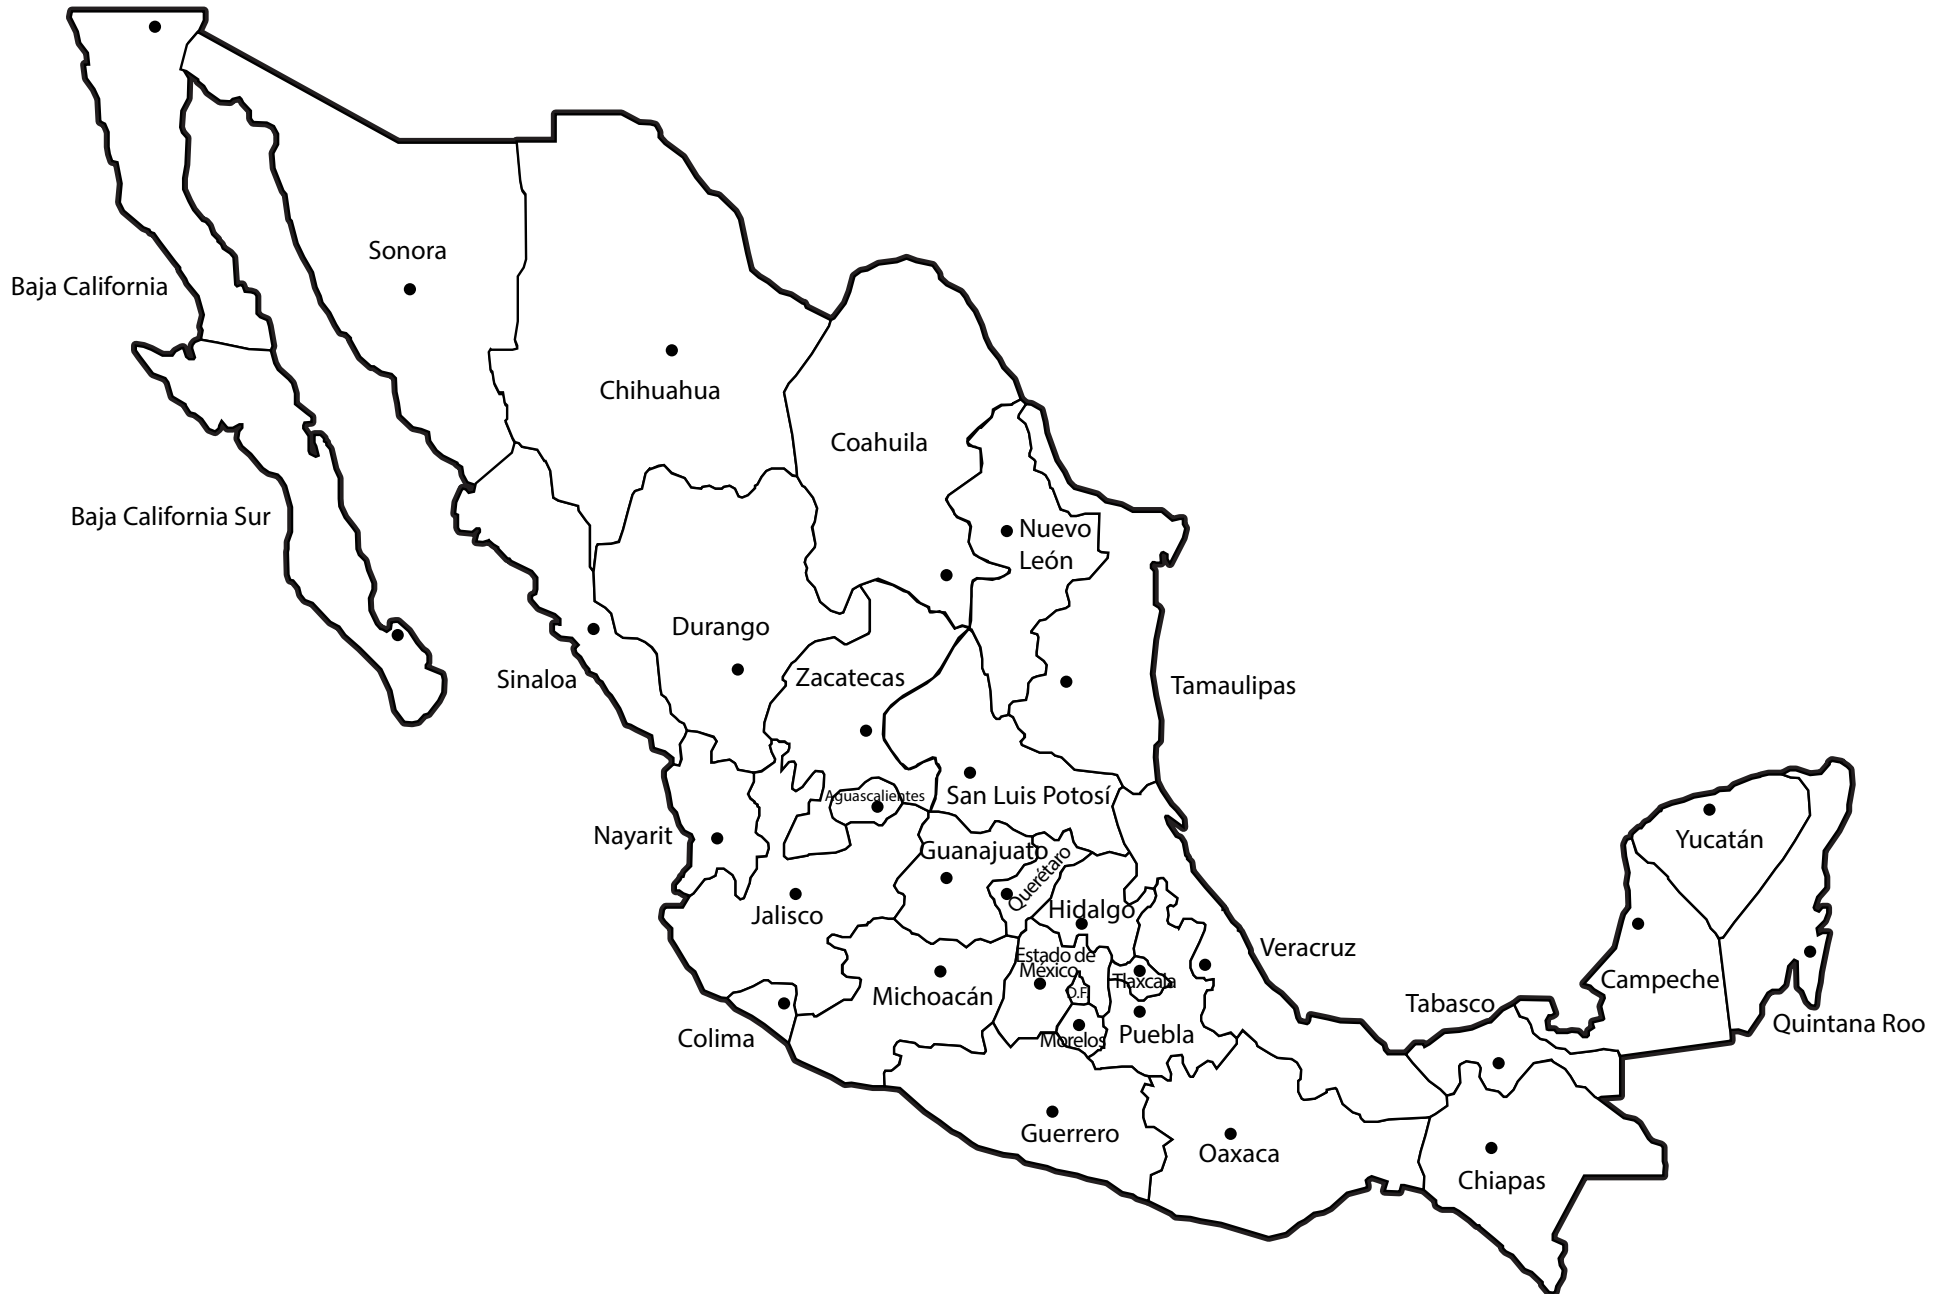 Sonora
Baja California
Chihuahua
Coahuila
Baja California Sur
Nuevo
León
Durango
Zacatecas
Sinaloa
Tamaulipas
Aguascalientes
San Luis Potosí
Nayarit
Yucatán
Guanajuato
Querétaro
Jalisco
Hidalgo
Veracruz
Estado de
México
Tlaxcala
Campeche
D.F.
Michoacán
Tabasco
Quintana Roo
Colima
Morelos
Puebla
Guerrero
Oaxaca
Chiapas